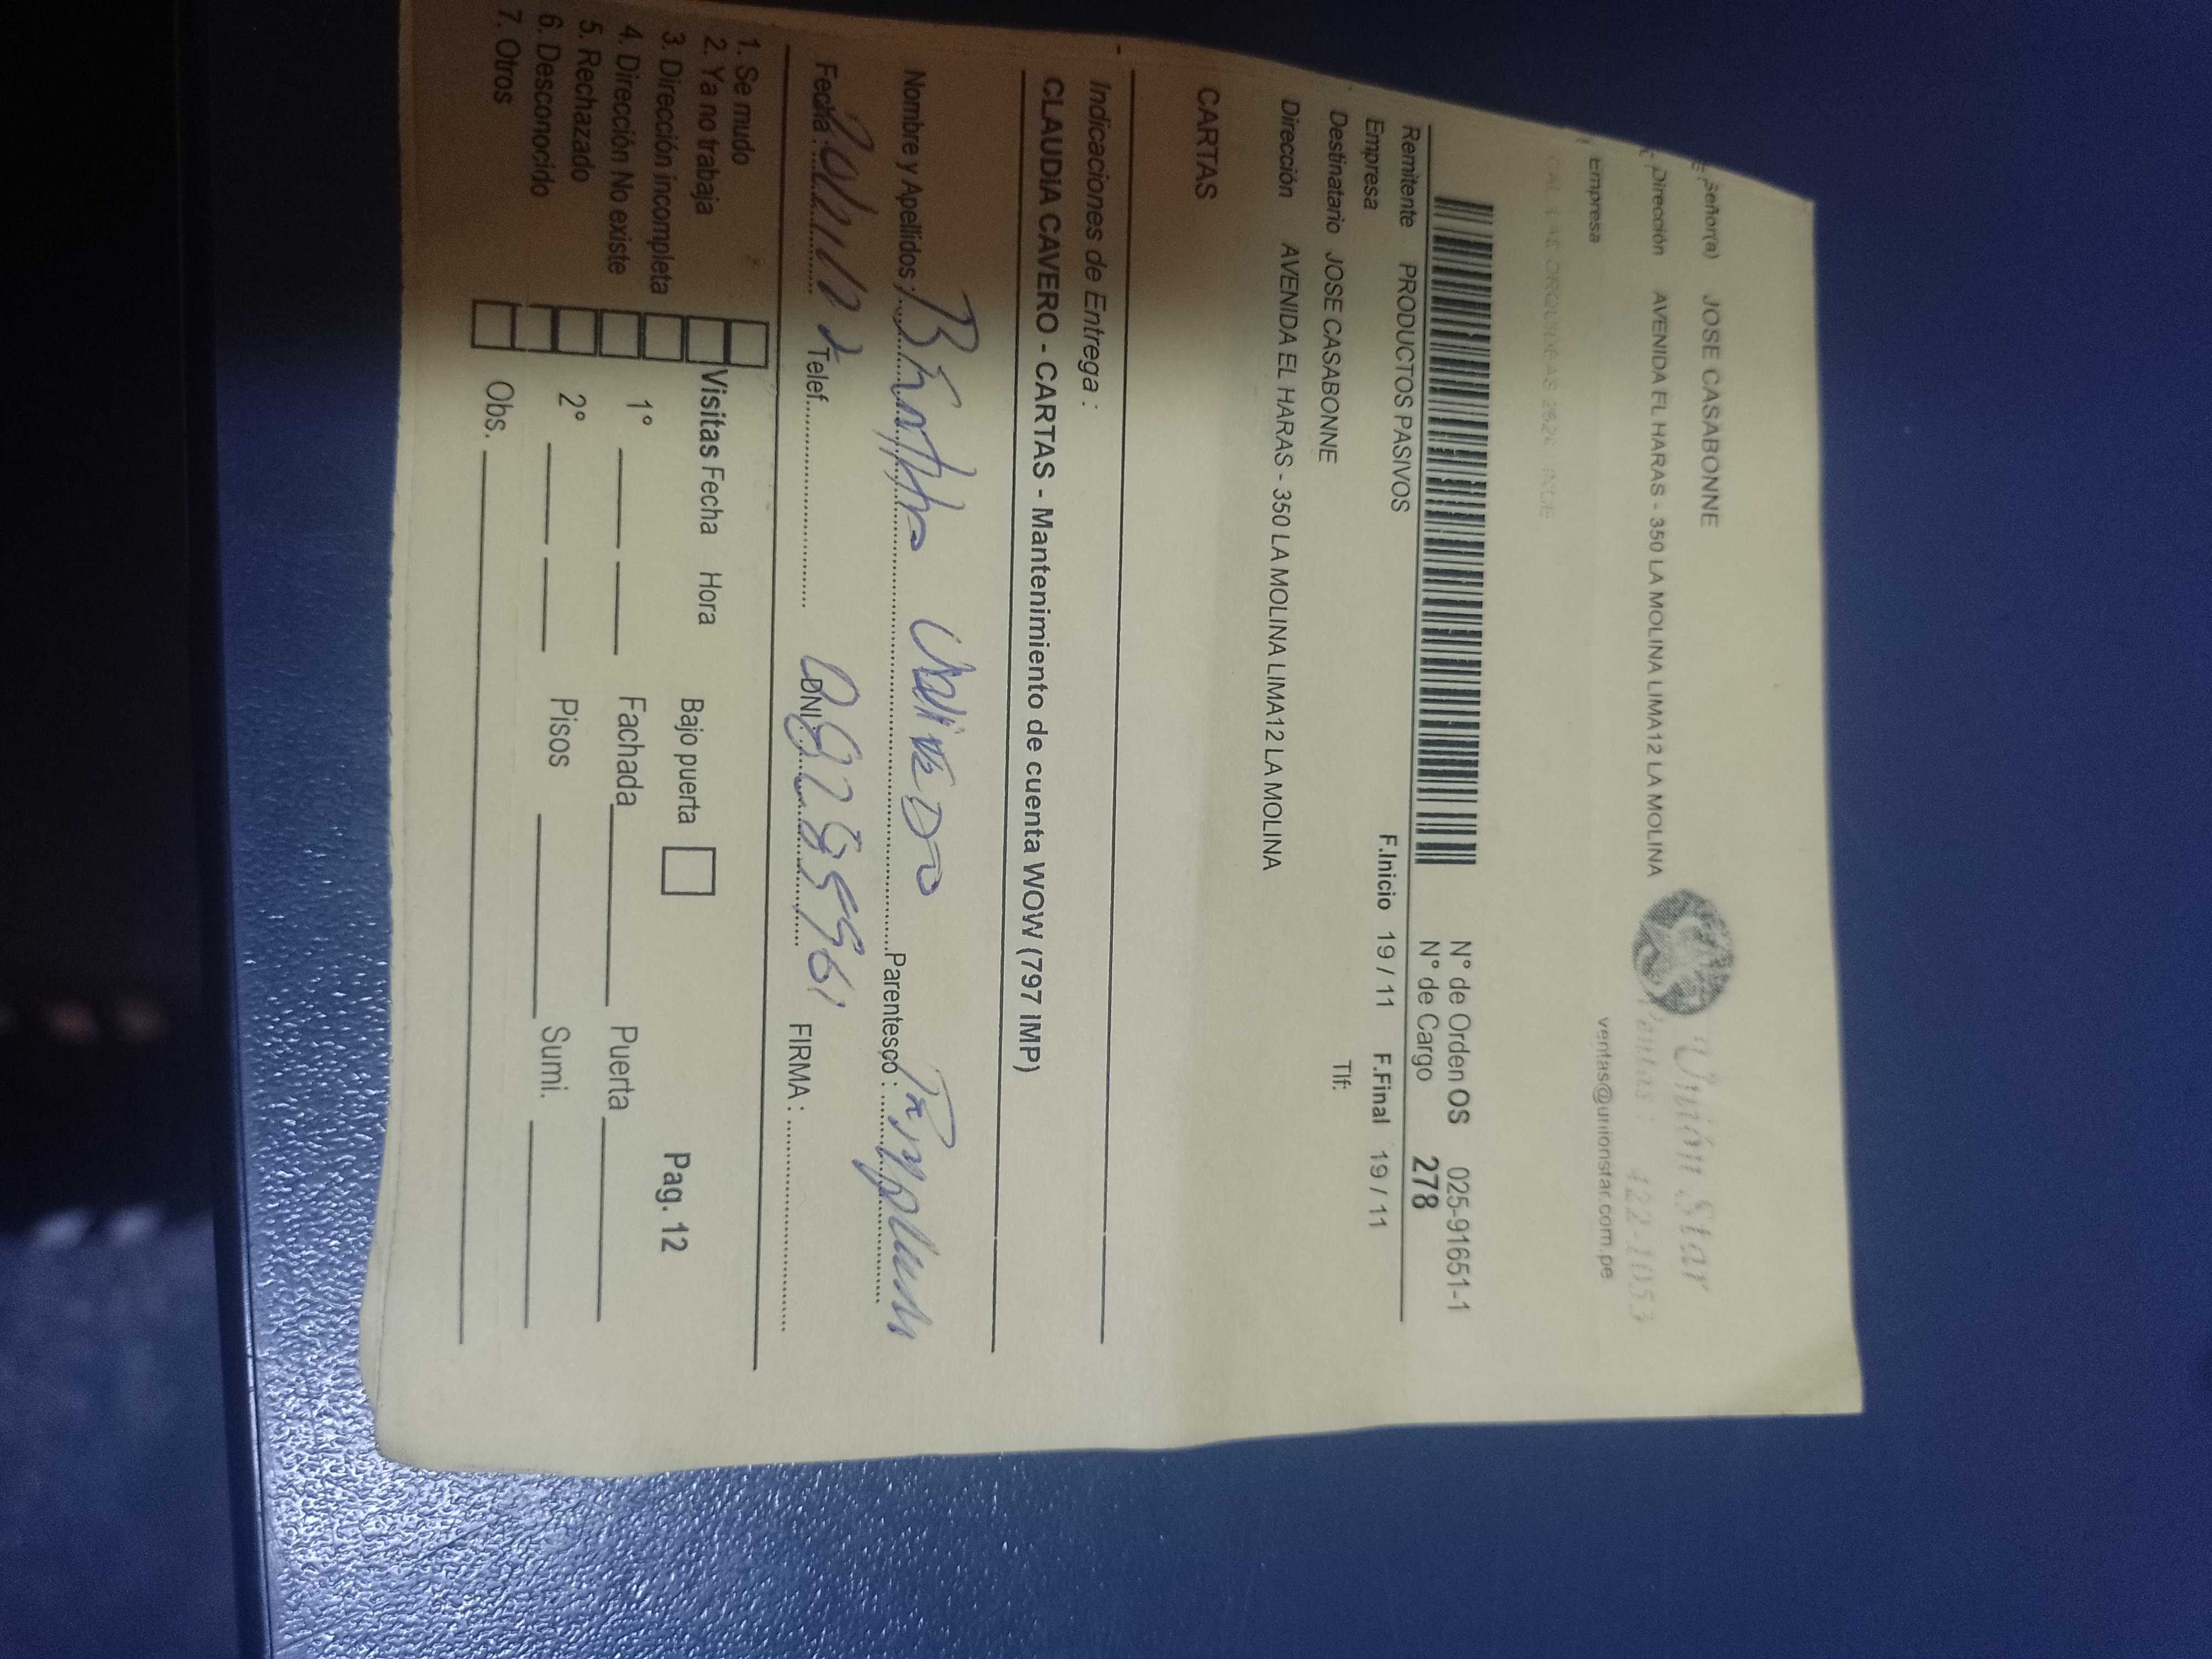 Señor(a) JOSE CASABONNE
Dirección AVENIDA EL HARAS - 350 LA MOLINA LIMA12 LA MOLINA
Empresa
Unión Star
Ventas : 422-1053
ventas@unionstar.com.pe
N° de Orden OS 025-91651-1
N° de Cargo 278
Remitente PRODUCTOS PASIVOS
F.Inicio 19 / 11 F.Final 19 / 11
Empresa
Destinatario JOSE CASABONNE Tlf:
Dirección AVENIDA EL HARAS - 350 LA MOLINA LIMA12 LA MOLINA
CARTAS
Indicaciones de Entrega :
CLAUDIA CAVERO - CARTAS - Mantenimiento de cuenta WOW (797 IMP)
Nombre y Apellidos : Parentesco :
Fecha : Telef. DNI FIRMA :
1. Se mudo
2. Ya no trabaja
3. Dirección incompleta
4. Dirección No existe
5. Rechazado
6. Desconocido
7. Otros
Visitas Fecha Hora Bajo puerta Pag. 12
1° Fachada Puerta
2° Pisos Sumi.
Obs.